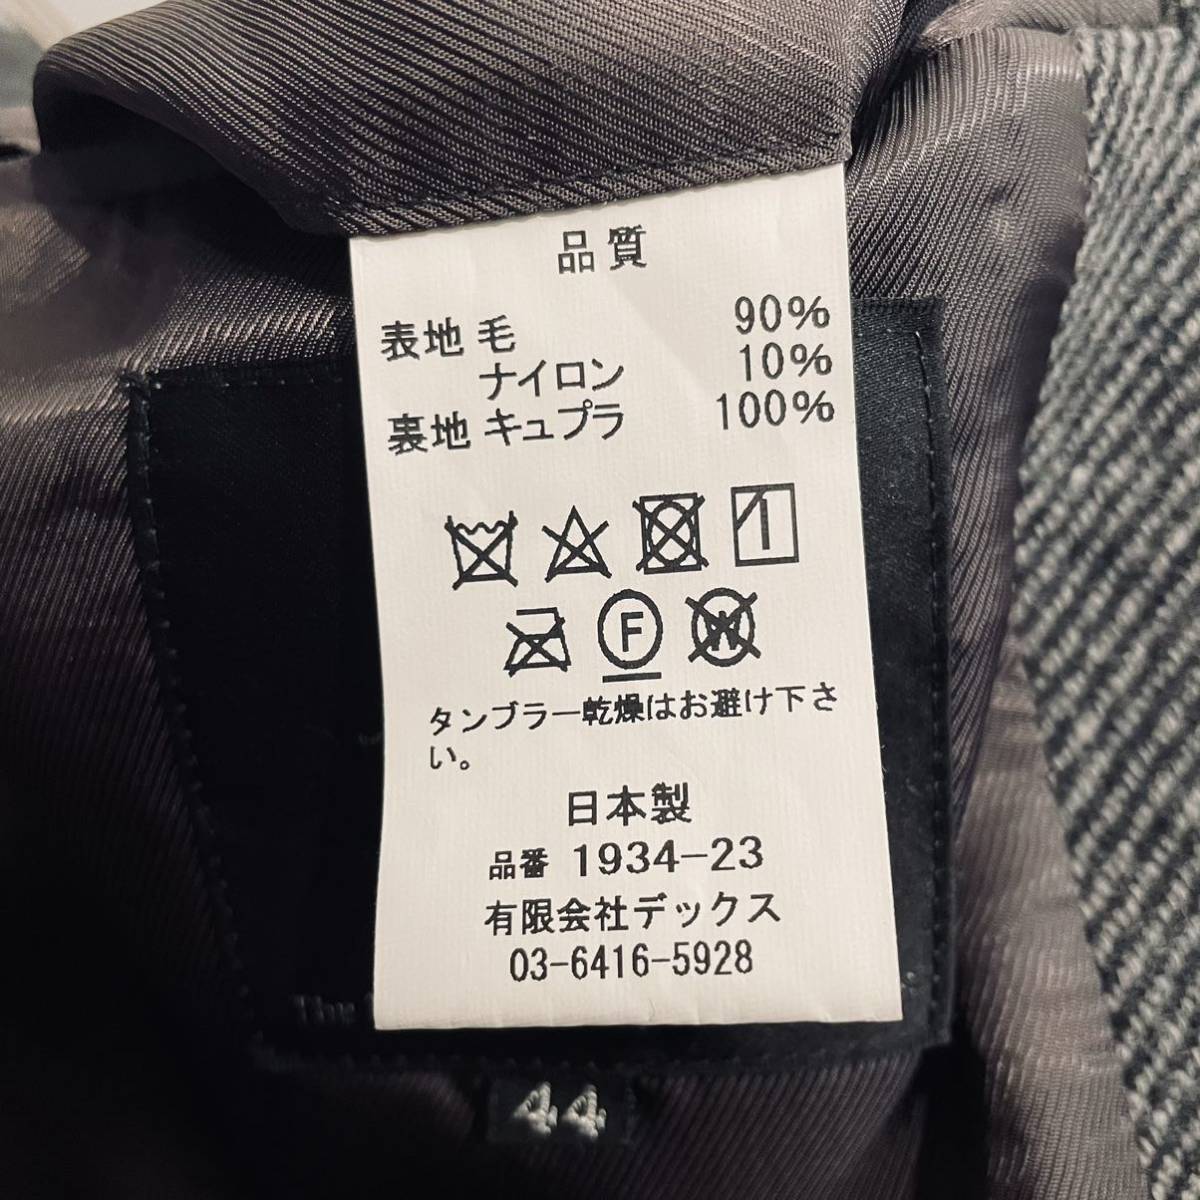 品質
表地 毛 90%
ナイロン 10%
裏地 キュプラ 100%
F
W
タンブラー乾燥はお避け下さ
い。
日本製
品番 1934-23
有限会社デックス
03-6416-5928
The
44